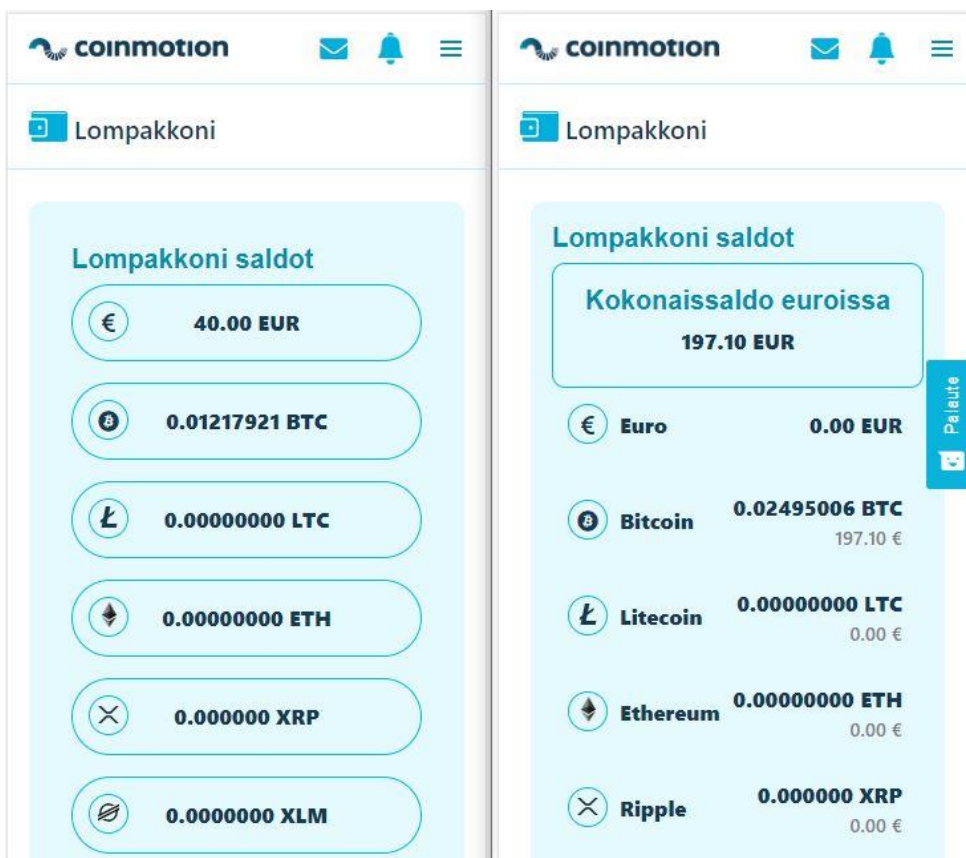 coinmotion
Lompakkoni
Lompakkoni saldot
€ 40.00 EUR
0.01217921 BTC
Ł 0.00000000 LTC
0.00000000 ETH
0.000000 XRP
0.0000000 XLM
coinmotion
Lompakkoni
Lompakkoni saldot
Kokonaissaldo euroissa
197.10 EUR
€ Euro 0.00 EUR
Bitcoin 0.02495006 BTC
197.10 €
Ł Litecoin 0.00000000 LTC
0.00 €
Ethereum 0.00000000 ETH
0.00 €
Ripple 0.000000 XRP
0.00 €
Palaute